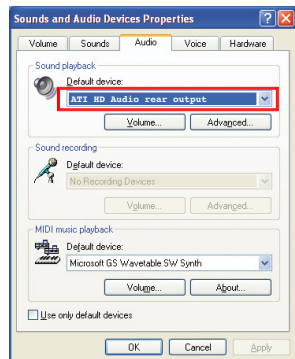 Sounds and Audio Devices Properties
Volume Sounds Audio Voice Hardware
Sound playback
Default device:
ATI HD Audio rear output
Volume... Advanced...
Sound recording
Default device:
No Recording Devices
Volume... Advanced...
MIDI music playback
Default device:
Microsoft GS Wavetable SW Synth
Volume... About...
Use only default devices
OK Cancel Apply